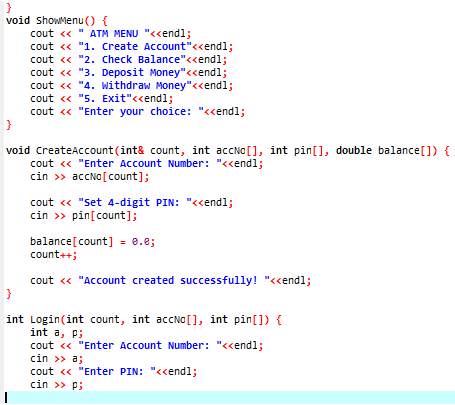 }
void ShowMenu() {
    cout << " ATM MENU "<<endl;
    cout << "1. Create Account"<<endl;
    cout << "2. Check Balance"<<endl;
    cout << "3. Deposit Money"<<endl;
    cout << "4. Withdraw Money"<<endl;
    cout << "5. Exit"<<endl;
    cout << "Enter your choice: "<<endl;
}

void CreateAccount(int& count, int accNo[], int pin[], double balance[]) {
    cout << "Enter Account Number: "<<endl;
    cin >> accNo[count];

    cout << "Set 4-digit PIN: "<<endl;
    cin >> pin[count];

    balance[count] = 0.0;
    count++;

    cout << "Account created successfully! "<<endl;
}

int Login(int count, int accNo[], int pin[]) {
    int a, p;
    cout << "Enter Account Number: "<<endl;
    cin >> a;
    cout << "Enter PIN: "<<endl;
    cin >> p;